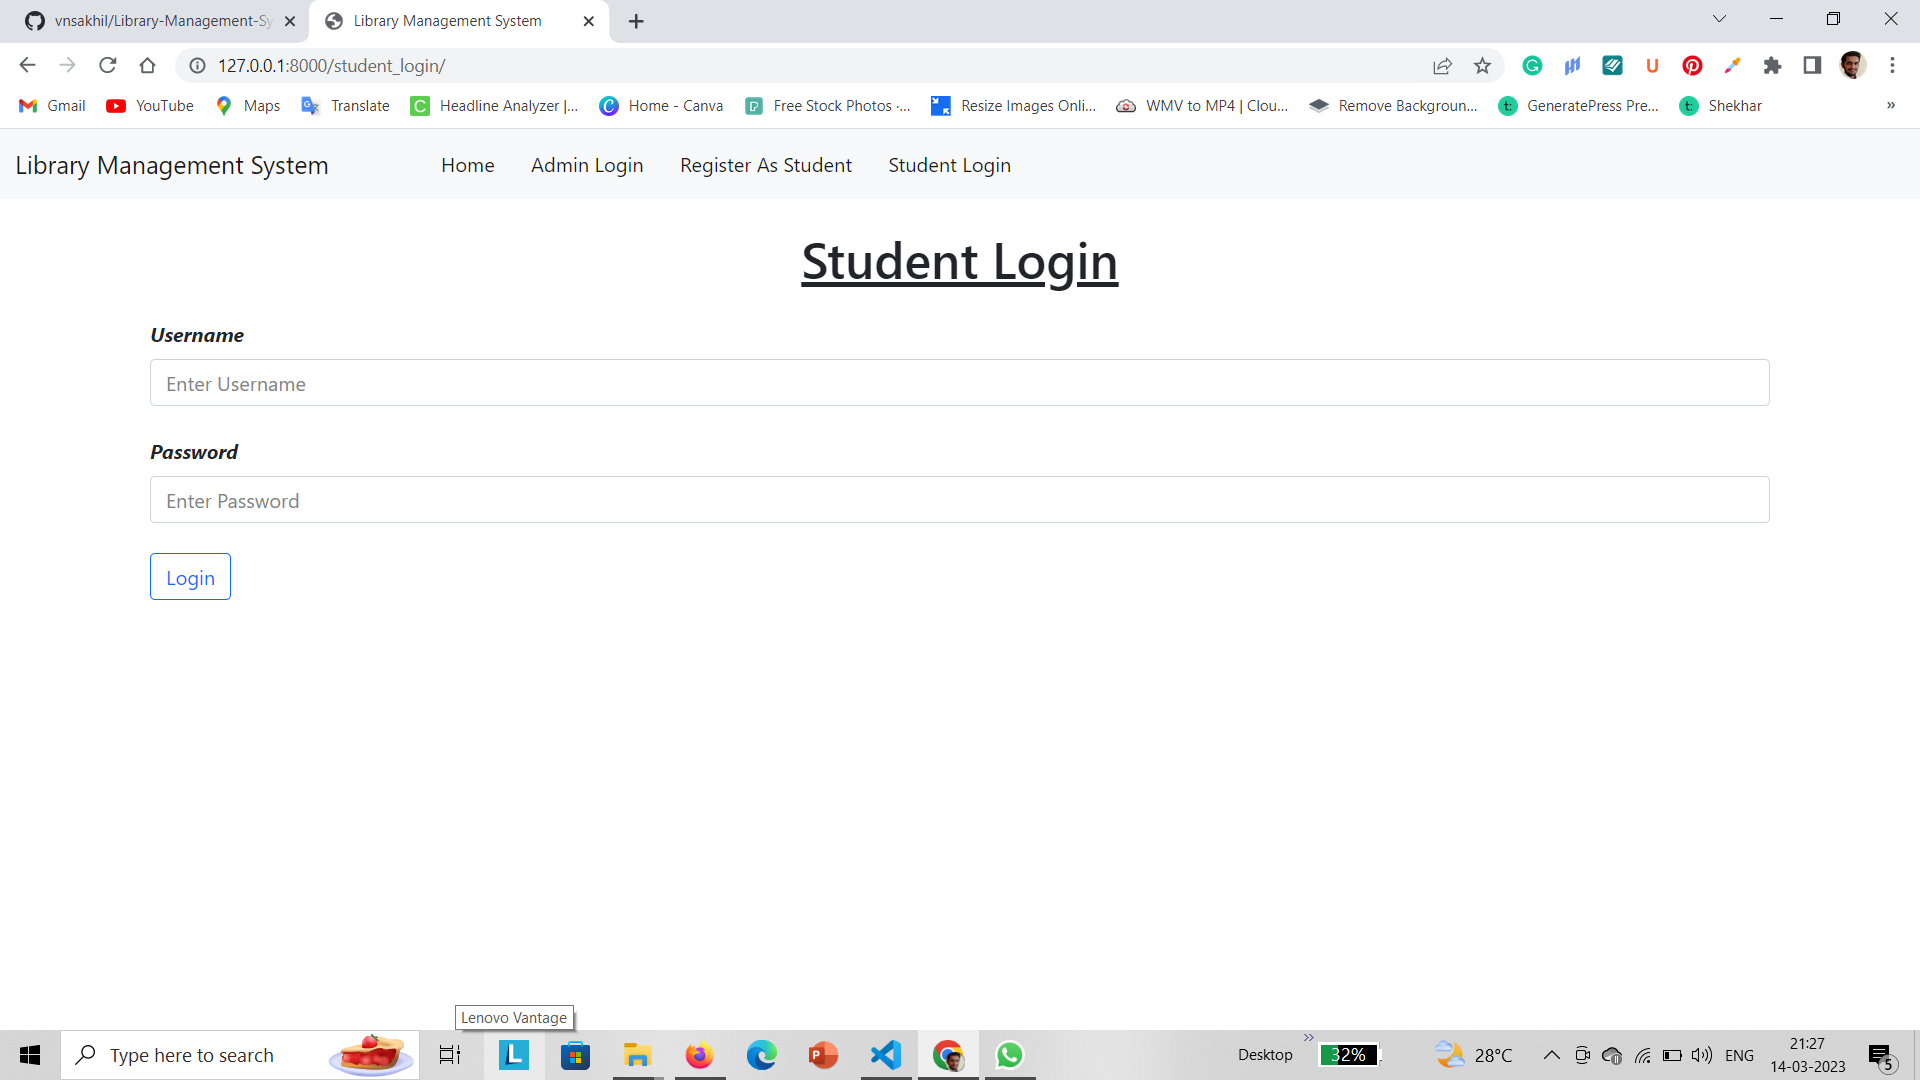 vnsakhil/Library-Management-Sy
Library Management System
127.0.0.1:8000/student_login/
Gmail
YouTube
Maps
Translate
Headline Analyzer |...
Home - Canva
Free Stock Photos ·...
Resize Images Onli...
WMV to MP4 | Clou...
Remove Backgroun...
GeneratePress Pre...
Shekhar
»
Library Management System
Home
Admin Login
Register As Student
Student Login
Student Login
Username
Enter Username
Password
Enter Password
Login
Lenovo Vantage
Type here to search
Desktop
»
32%
28°C
ENG
21:27
14-03-2023
5